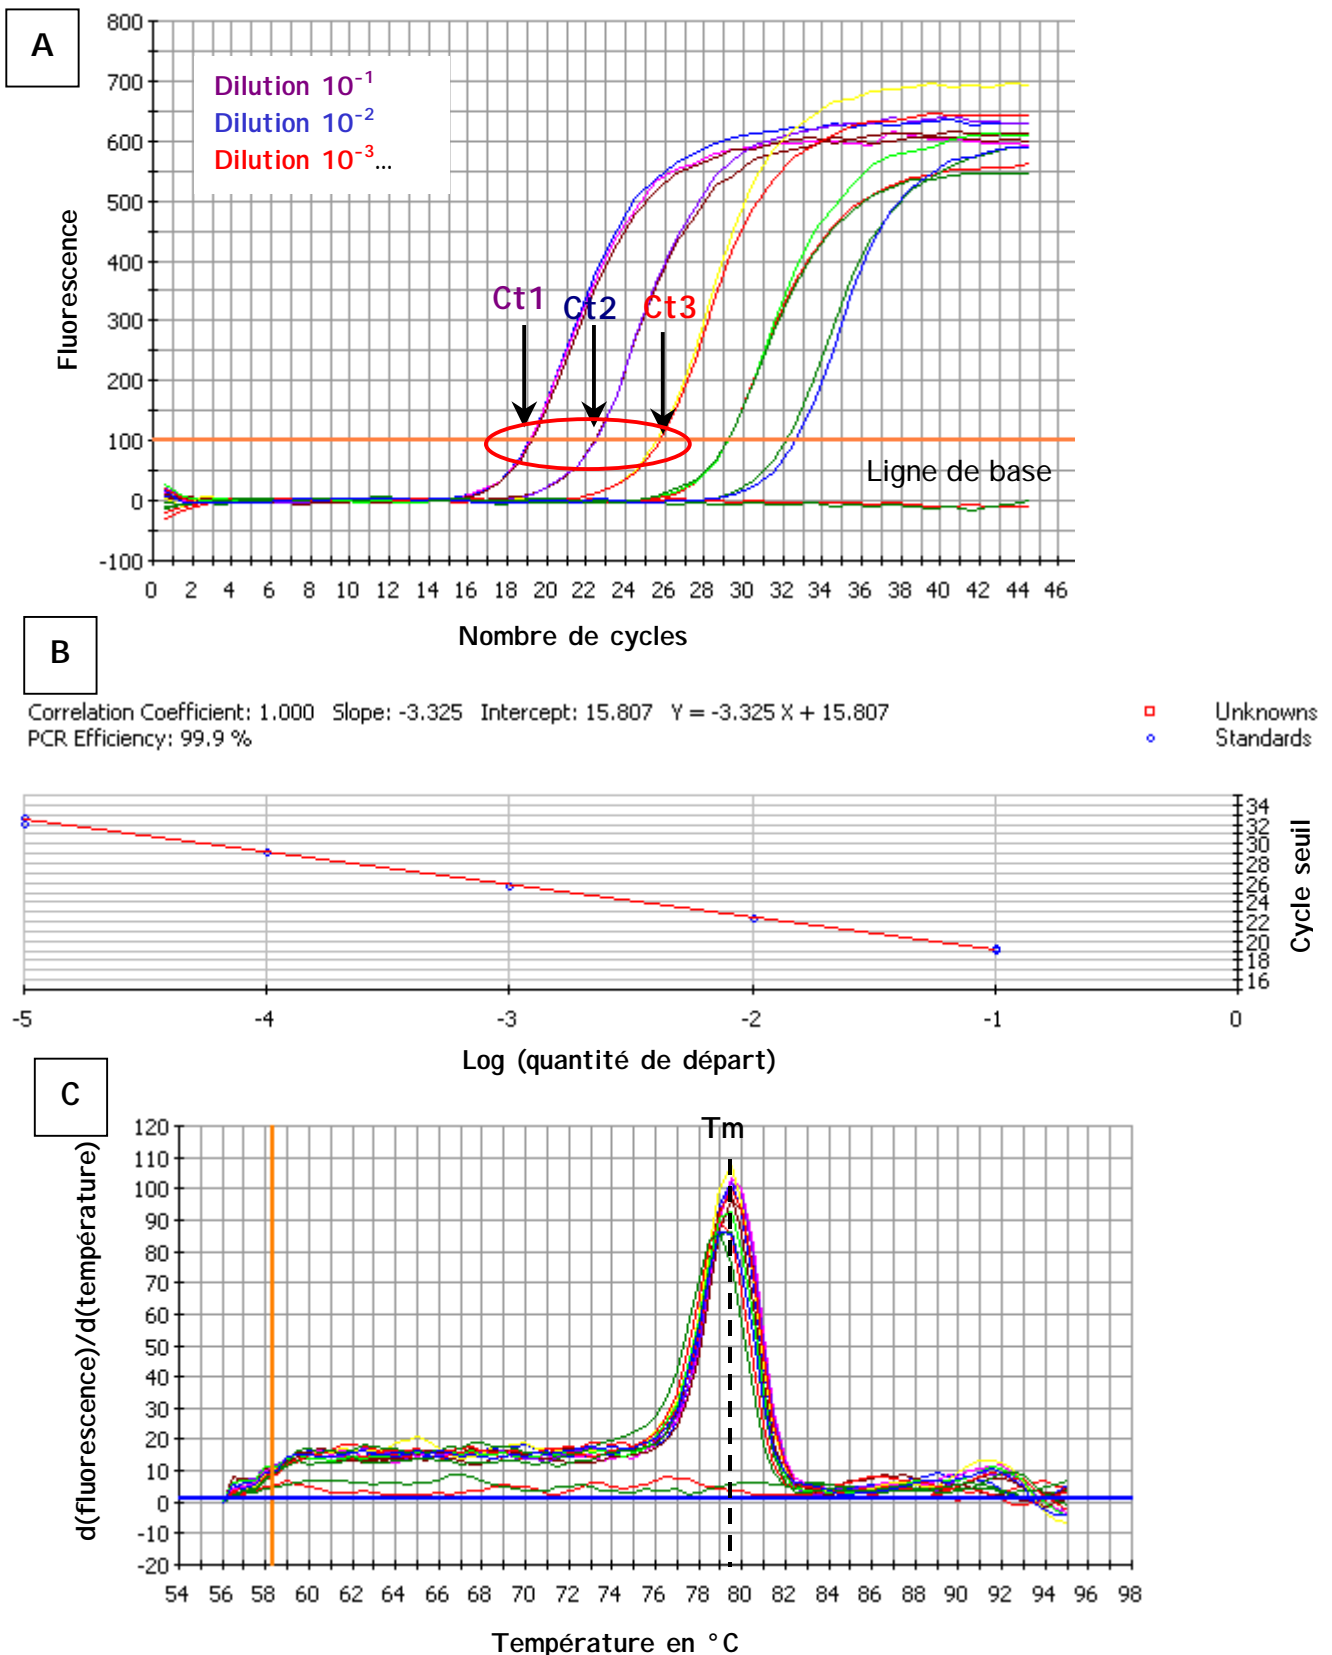 A
800
700
600
500
400
300
200
100
0
-100
Fluorescence
Dilution 10⁻¹
Dilution 10⁻²
Dilution 10⁻³...
Ct1 Ct2 Ct3
Ligne de base
0 2 4 6 8 10 12 14 16 18 20 22 24 26 28 30 32 34 36 38 40 42 44 46
Nombre de cycles
B
Correlation Coefficient: 1.000 Slope: -3.325 Intercept: 15.807 Y = -3.325 X + 15.807
PCR Efficiency: 99.9 %
Unknowns
Standards
34
32
30
28
26
24
22
20
18
16
Cycle seuil
-5 -4 -3 -2 -1 0
Log (quantité de départ)
C
Tm
120
110
100
90
80
70
60
50
40
30
20
10
0
-10
-20
d(fluorescence)/d(température)
54 56 58 60 62 64 66 68 70 72 74 76 78 80 82 84 86 88 90 92 94 96 98
Température en °C